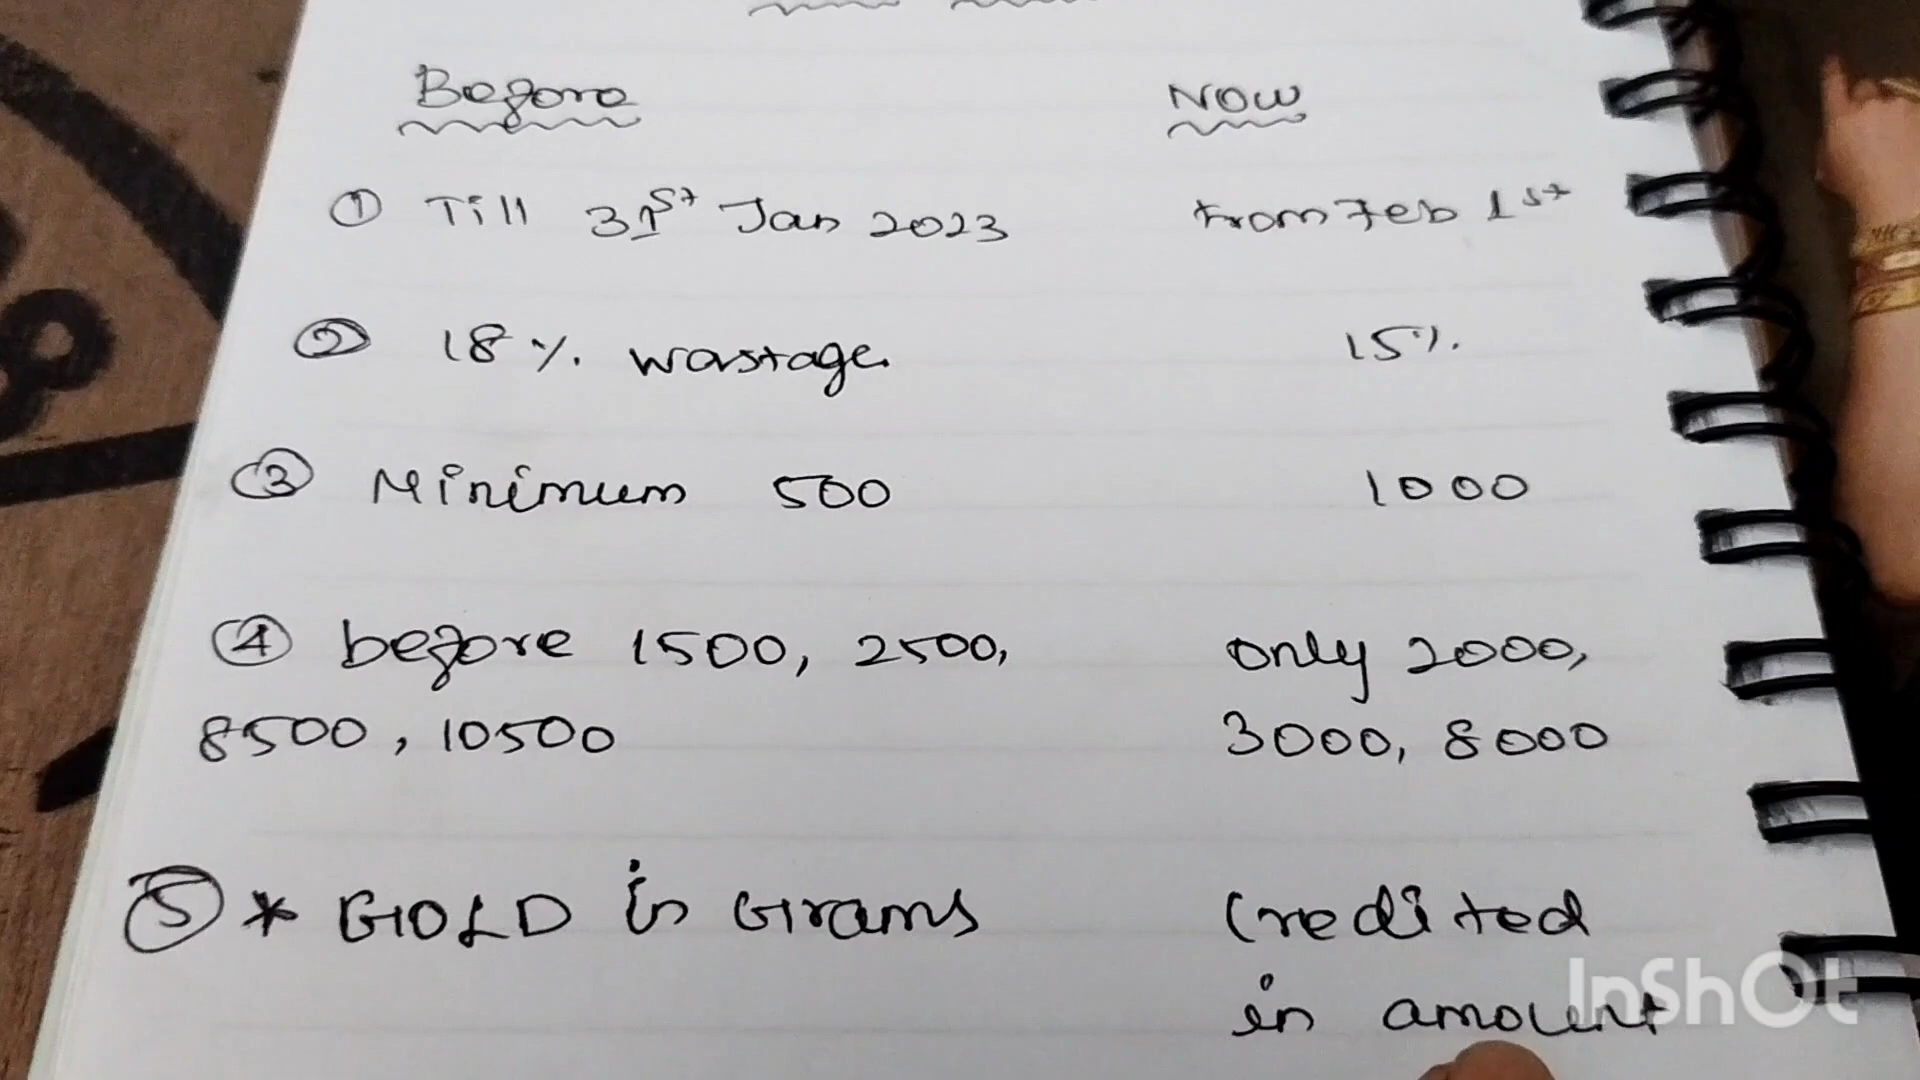 Before Now
① Till 31st Jan 2023 from Feb 1st
② 18 %. wastage 15%.
③ Minimum 500 1000
④ before 1500, 2500, only 2000,
8500, 10500 3000, 8000
⑤ * GOLD in Grams Credited
in amount
InShOt